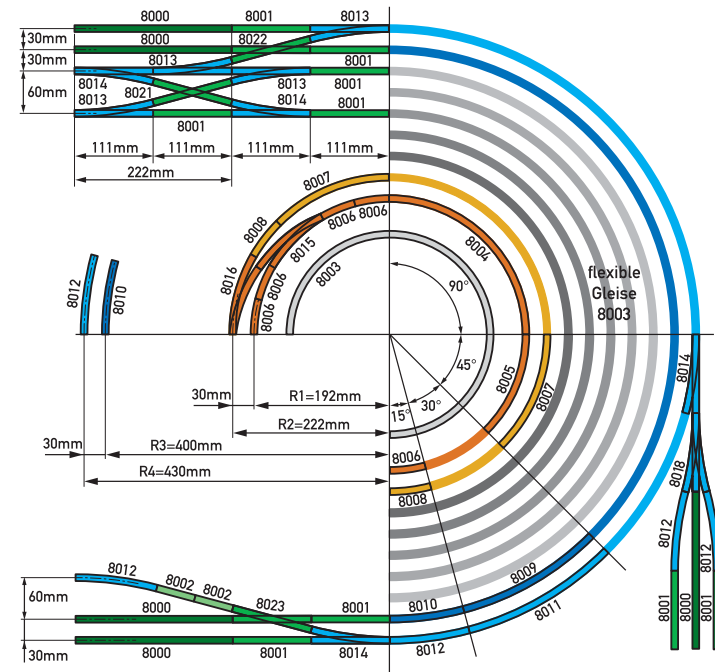 8000 8001 8013
30mm
8000 8022
30mm
8013 8001
60mm
8014 8021 8013 8001
8013 8014 8001
8001
111mm 111mm 111mm 111mm
222mm
8007
8008
8006 8006
8015
8016
8006
8006
8003
8004
90°
flexible
Gleise
8003
8012
8010
45°
30°
15°
8005
8007
8014
30mm R1=192mm
R2=222mm
30mm R3=400mm
R4=430mm
8006
8008
8018
8012
8012
8001
8000
8001
8012
8002
8002
60mm
8000 8023 8001
8010
8009
8011
8012
30mm
8000 8001 8014